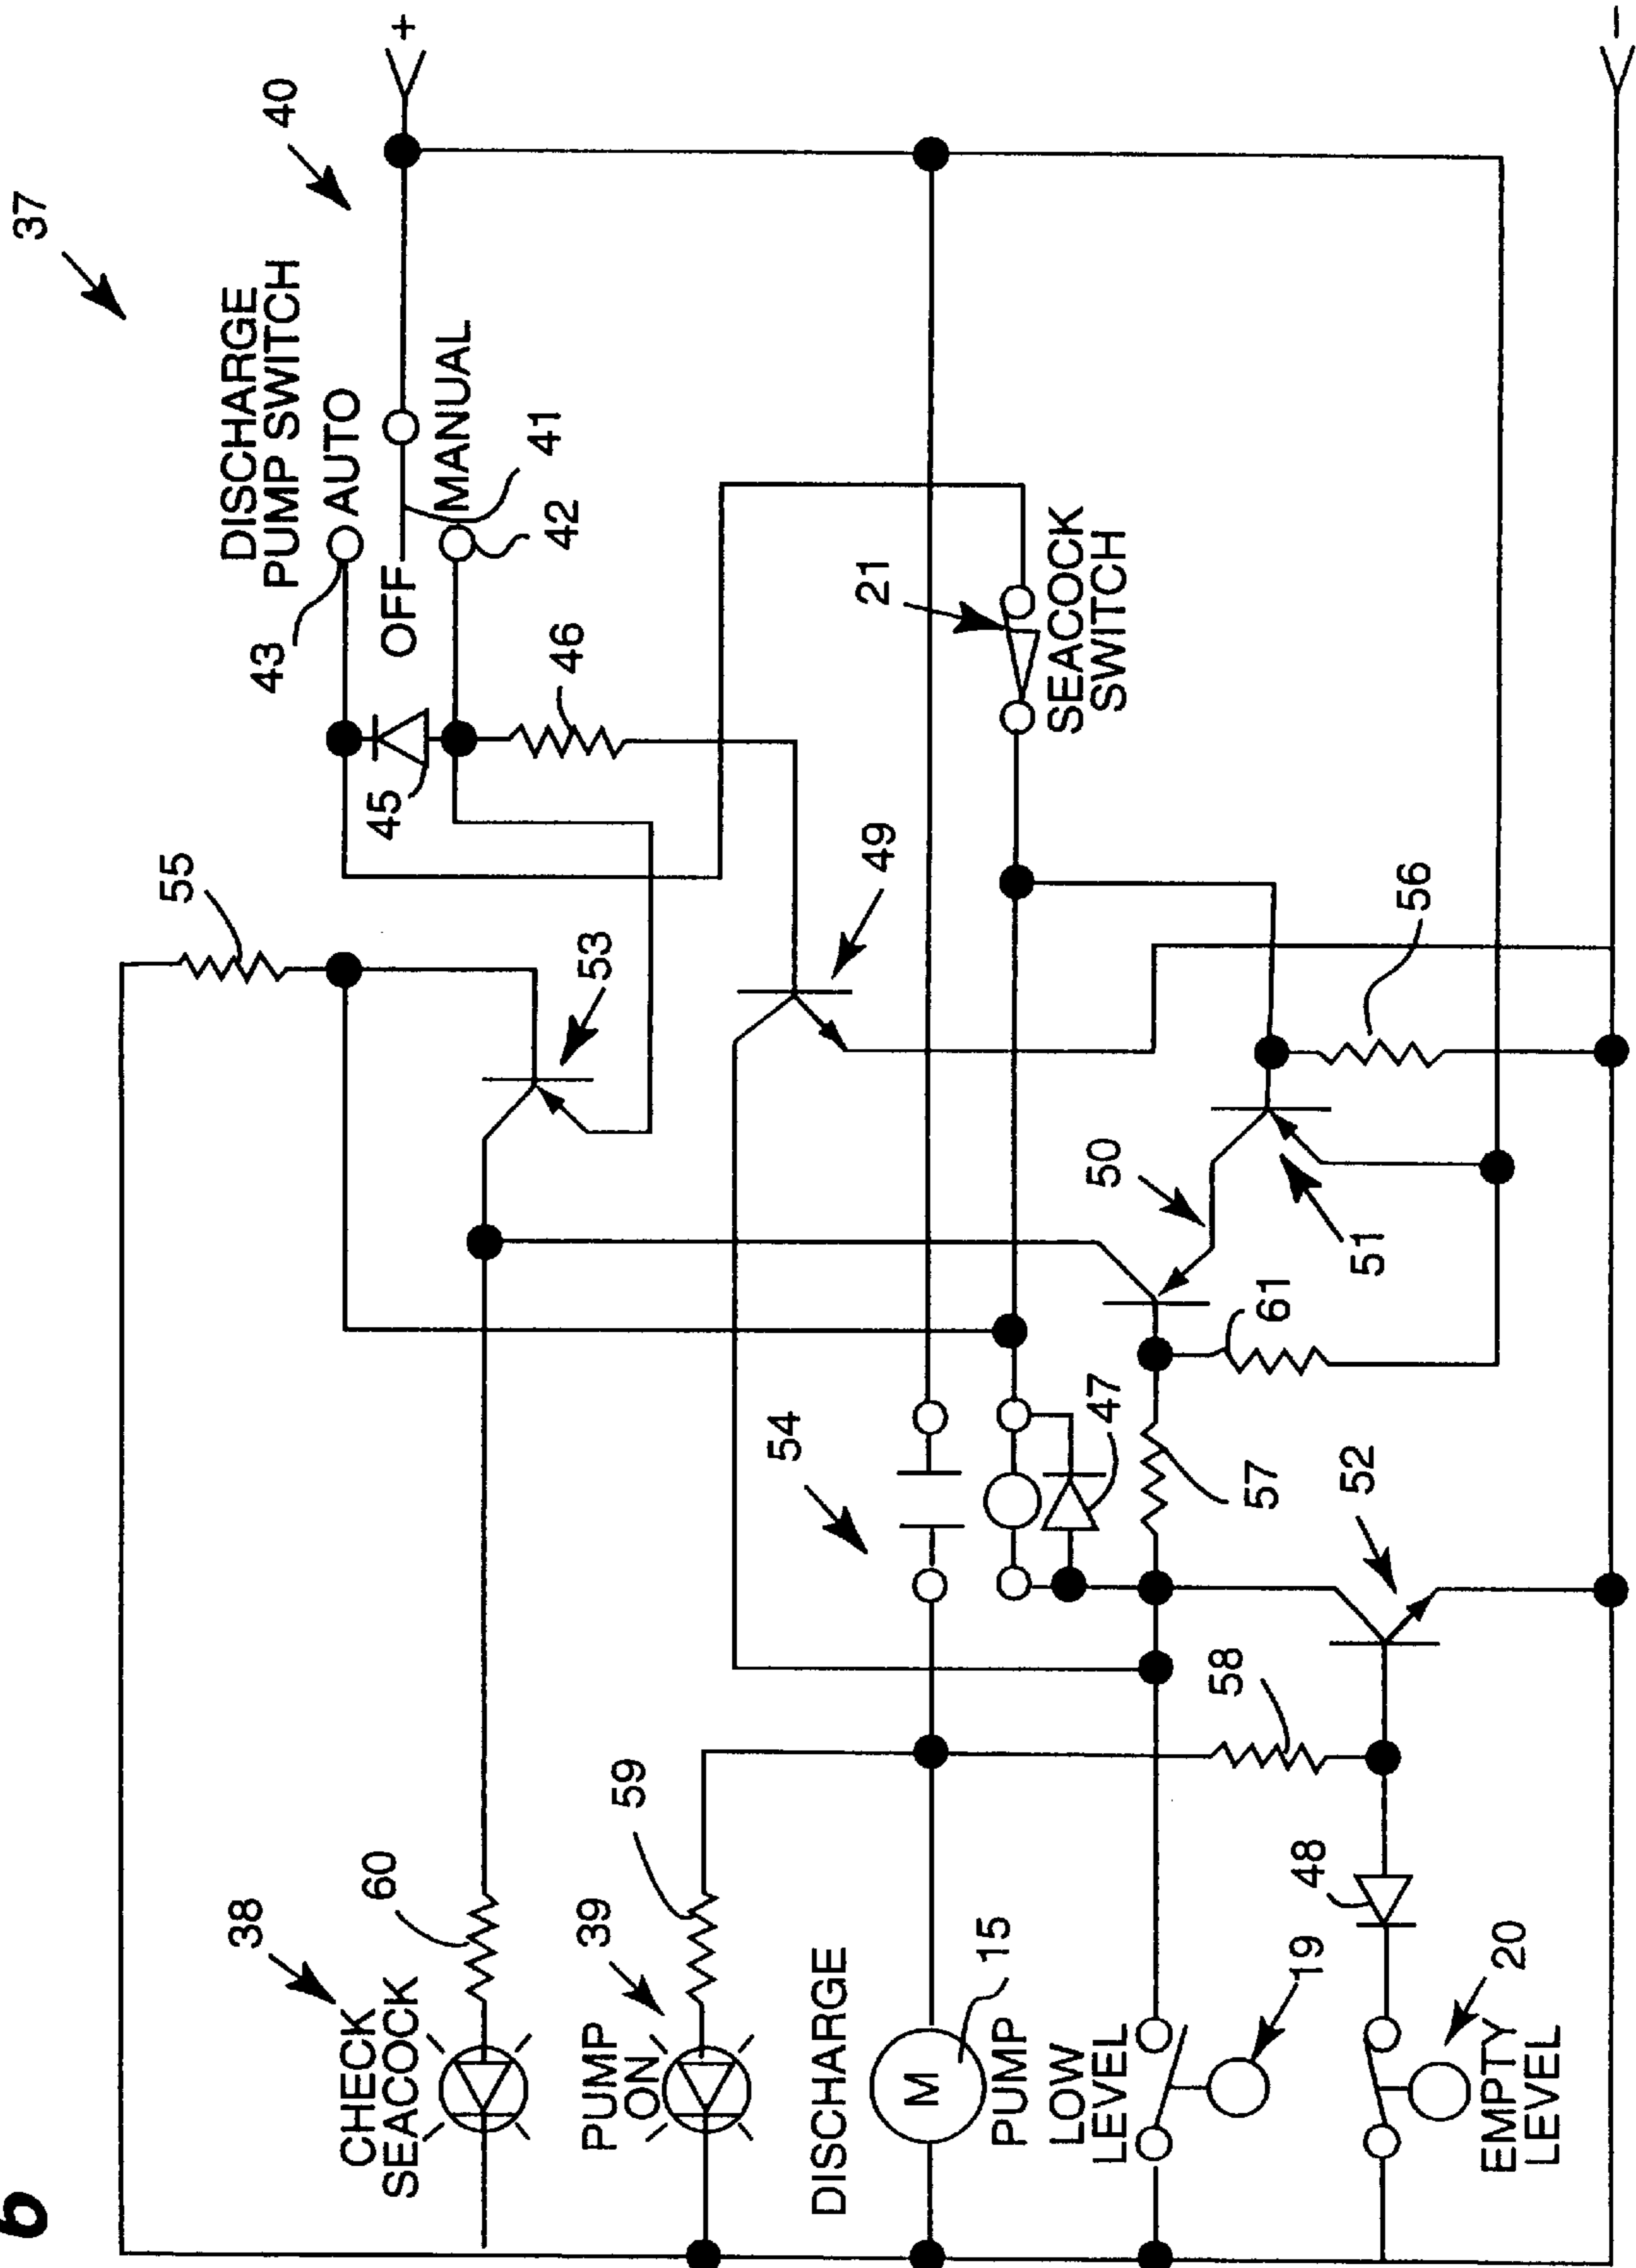 6
37
55
38
DISCHARGE
PUMP SWITCH
43
40
AUTO
+
CHECK
SEACOCK
60
45
OFF
MANUAL
41
42
46
PUMP
ON
39
53
59
54
DISCHARGE
49
21
M
15
PUMP
SEACOCK
SWITCH
LOW
LEVEL
50
58
57
61
19
48
52
51
56
EMPTY
LEVEL
20
47
-